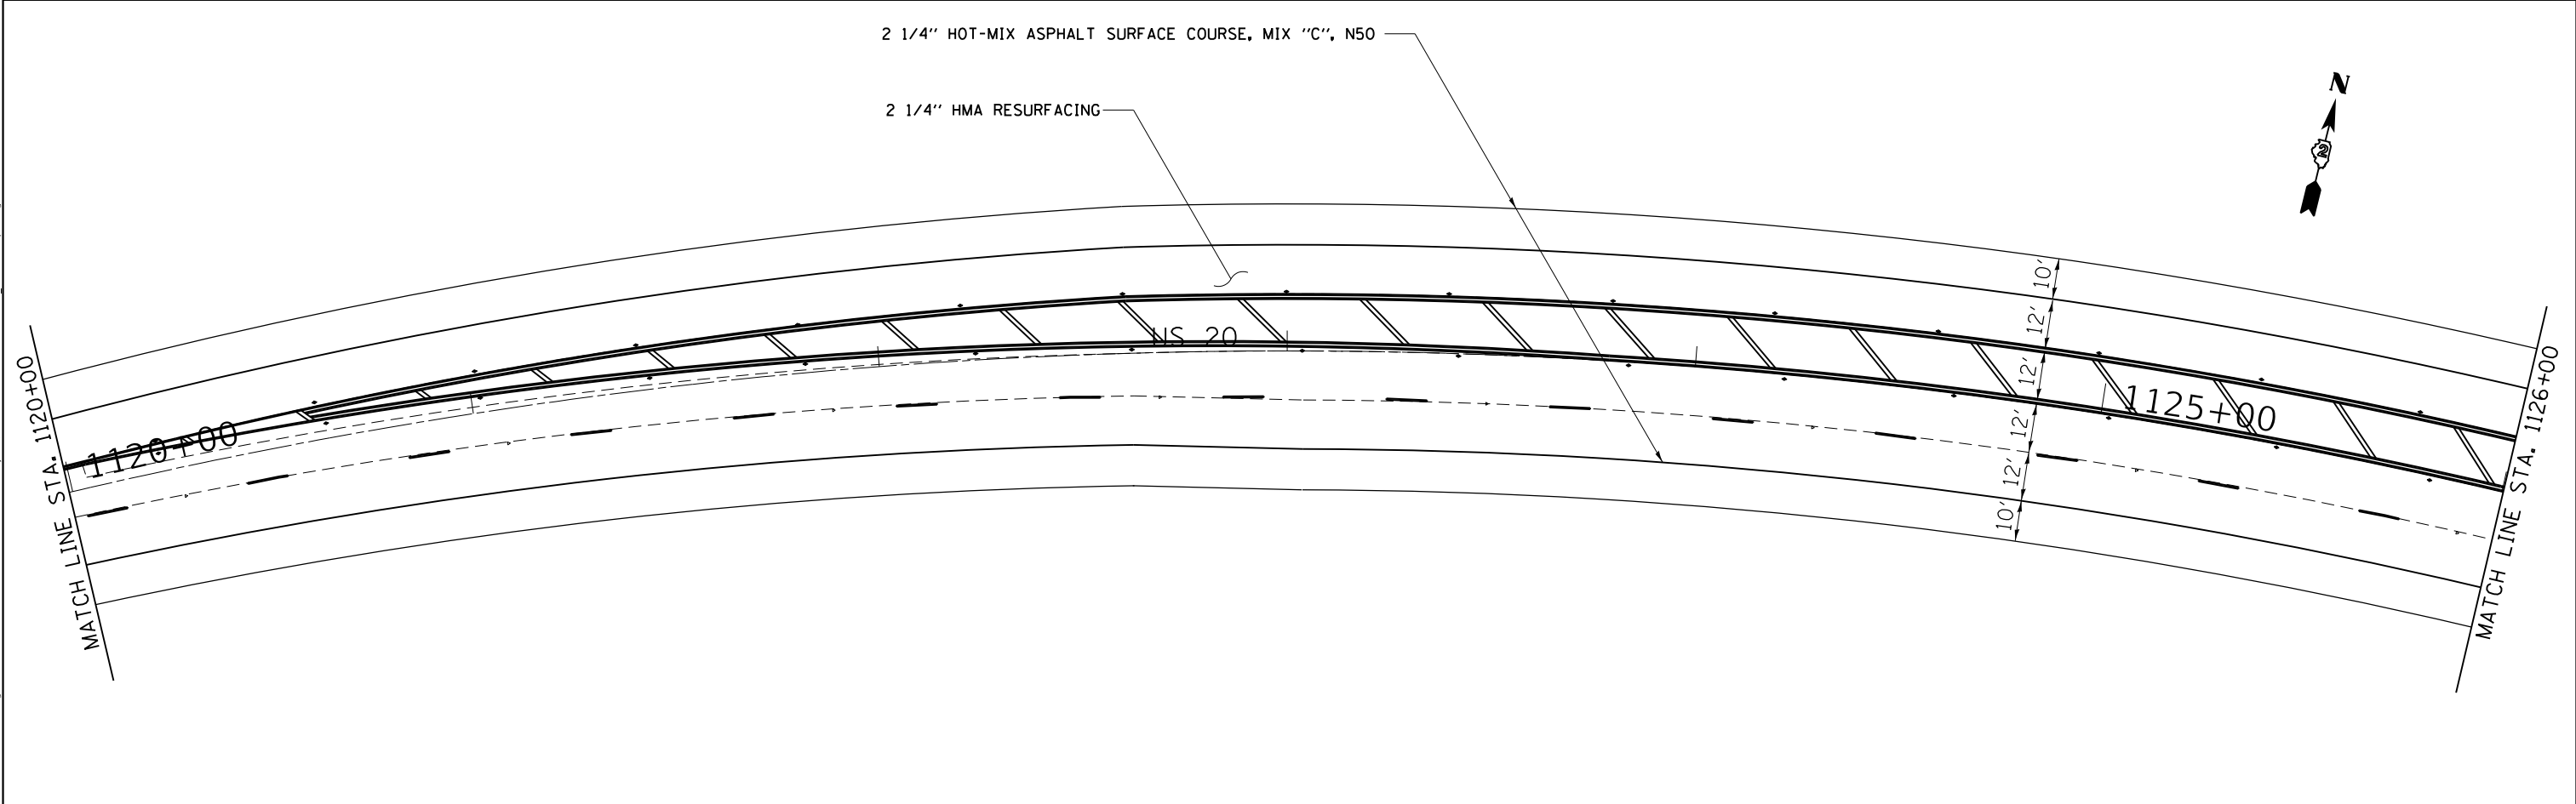 2 1/4" HOT-MIX ASPHALT SURFACE COURSE, MIX "C", N50
2 1/4" HMA RESURFACING
N
2
10'
12'
12'
12'
12'
10'
US 20
1120+00
1125+00
MATCH LINE STA. 1120+00
MATCH LINE STA. 1126+00